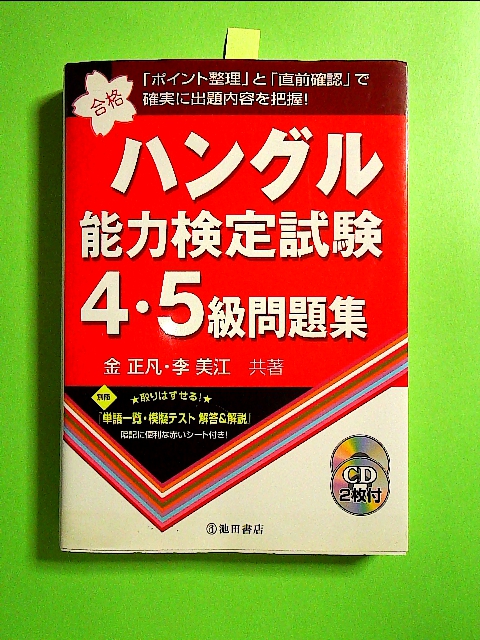 合格
「ポイント整理」と「直前確認」で
確実に出題内容を把握!
ハングル
能力検定試験
4・5級問題集
金 正凡・李 美江 共著
別冊
★取りはずせる!★
『単語一覧・模擬テスト 解答&解説』
暗記に便利な赤いシート付き!
CD
2枚付
池田書店